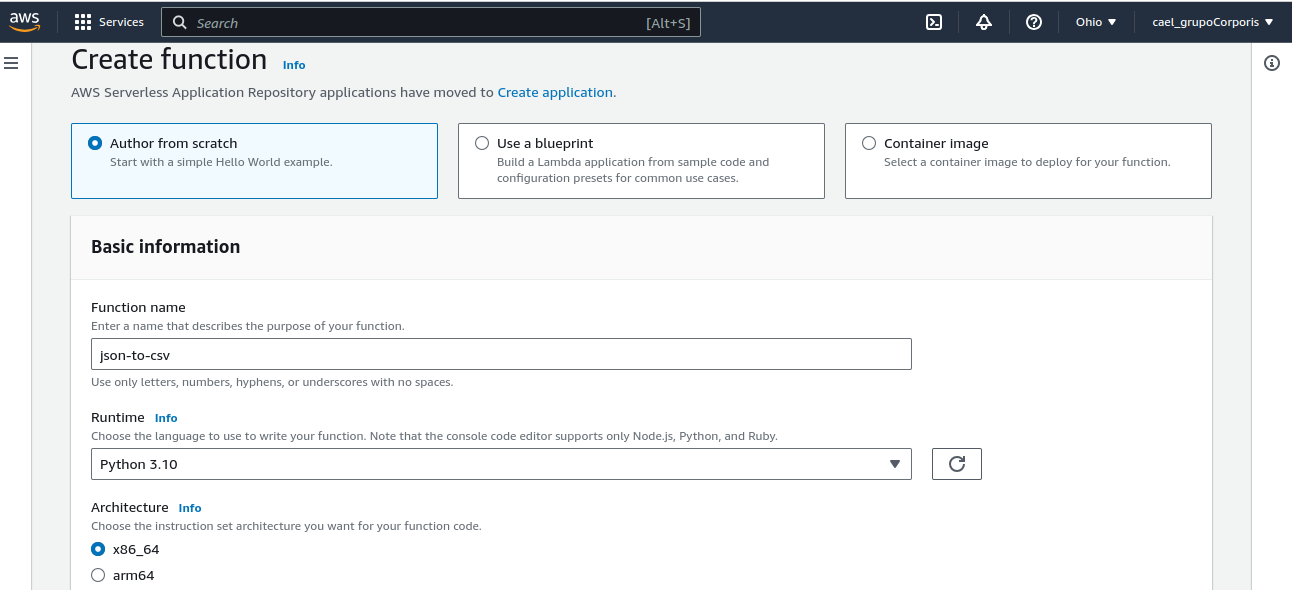 aws Services Search [Alt+S] Ohio cael_grupoCorporis
Create function Info
AWS Serverless Application Repository applications have moved to Create application.
Author from scratch
Start with a simple Hello World example.
Use a blueprint
Build a Lambda application from sample code and
configuration presets for common use cases.
Container image
Select a container image to deploy for your function.
Basic information
Function name
Enter a name that describes the purpose of your function.
json-to-csv
Use only letters, numbers, hyphens, or underscores with no spaces.
Runtime Info
Choose the language to use to write your function. Note that the console code editor supports only Node.js, Python, and Ruby.
Python 3.10
Architecture Info
Choose the instruction set architecture you want for your function code.
x86_64
arm64